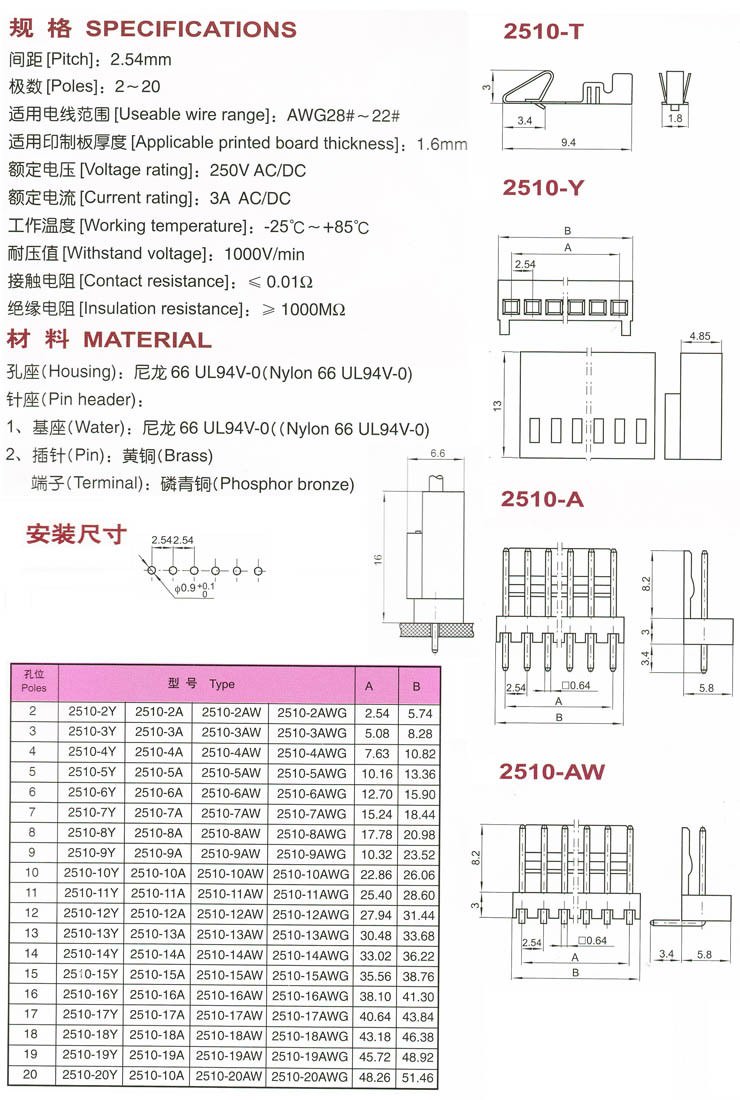 规 格 SPECIFICATIONS
间距[Pitch]：2.54mm
极数[Poles]：2～20
适用电线范围[Useable wire range]：AWG28#～22#
适用印制板厚度[Applicable printed board thickness]：1.6mm
额定电压[Voltage rating]：250V AC/DC
额定电流[Current rating]：3A AC/DC
工作温度[Working temperature]：-25℃～+85℃
耐压值[Withstand voltage]：1000V/min
接触电阻[Contact resistance]：≤ 0.01Ω
绝缘电阻[Insulation resistance]：≥ 1000MΩ
材 料 MATERIAL
孔座(Housing)：尼龙 66 UL94V-0(Nylon 66 UL94V-0)
针座(Pin header)：
1、基座(Water)：尼龙 66 UL94V-0((Nylon 66 UL94V-0)
2、插针(Pin)：黄铜(Brass)
端子(Terminal)：磷青铜(Phosphor bronze)
安装尺寸
2.54 2.54
φ0.9 +0.1 0
6.6
16
2510-T
3
3.4
9.4
1.8
2510-Y
B
A
2.54
4.85
13
2510-A
8.2
3
3.4
2.54 □0.64
A
B
5.8
2510-AW
8.2
3
2.54 □0.64
A
B
3.4 5.8
孔位 Poles 型 号 Type A B
2 2510-2Y 2510-2A 2510-2AW 2510-2AWG 2.54 5.74
3 2510-3Y 2510-3A 2510-3AW 2510-3AWG 5.08 8.28
4 2510-4Y 2510-4A 2510-4AW 2510-4AWG 7.63 10.82
5 2510-5Y 2510-5A 2510-5AW 2510-5AWG 10.16 13.36
6 2510-6Y 2510-6A 2510-6AW 2510-6AWG 12.70 15.90
7 2510-7Y 2510-7A 2510-7AW 2510-7AWG 15.24 18.44
8 2510-8Y 2510-8A 2510-8AW 2510-8AWG 17.78 20.98
9 2510-9Y 2510-9A 2510-9AW 2510-9AWG 10.32 23.52
10 2510-10Y 2510-10A 2510-10AW 2510-10AWG 22.86 26.06
11 2510-11Y 2510-11A 2510-11AW 2510-11AWG 25.40 28.60
12 2510-12Y 2510-12A 2510-12AW 2510-12AWG 27.94 31.44
13 2510-13Y 2510-13A 2510-13AW 2510-13AWG 30.48 33.68
14 2510-14Y 2510-14A 2510-14AW 2510-14AWG 33.02 36.22
15 2510-15Y 2510-15A 2510-15AW 2510-15AWG 35.56 38.76
16 2510-16Y 2510-16A 2510-16AW 2510-16AWG 38.10 41.30
17 2510-17Y 2510-17A 2510-17AW 2510-17AWG 40.64 43.84
18 2510-18Y 2510-18A 2510-18AW 2510-18AWG 43.18 46.38
19 2510-19Y 2510-19A 2510-19AW 2510-19AWG 45.72 48.92
20 2510-20Y 2510-10A 2510-20AW 2510-20AWG 48.26 51.46